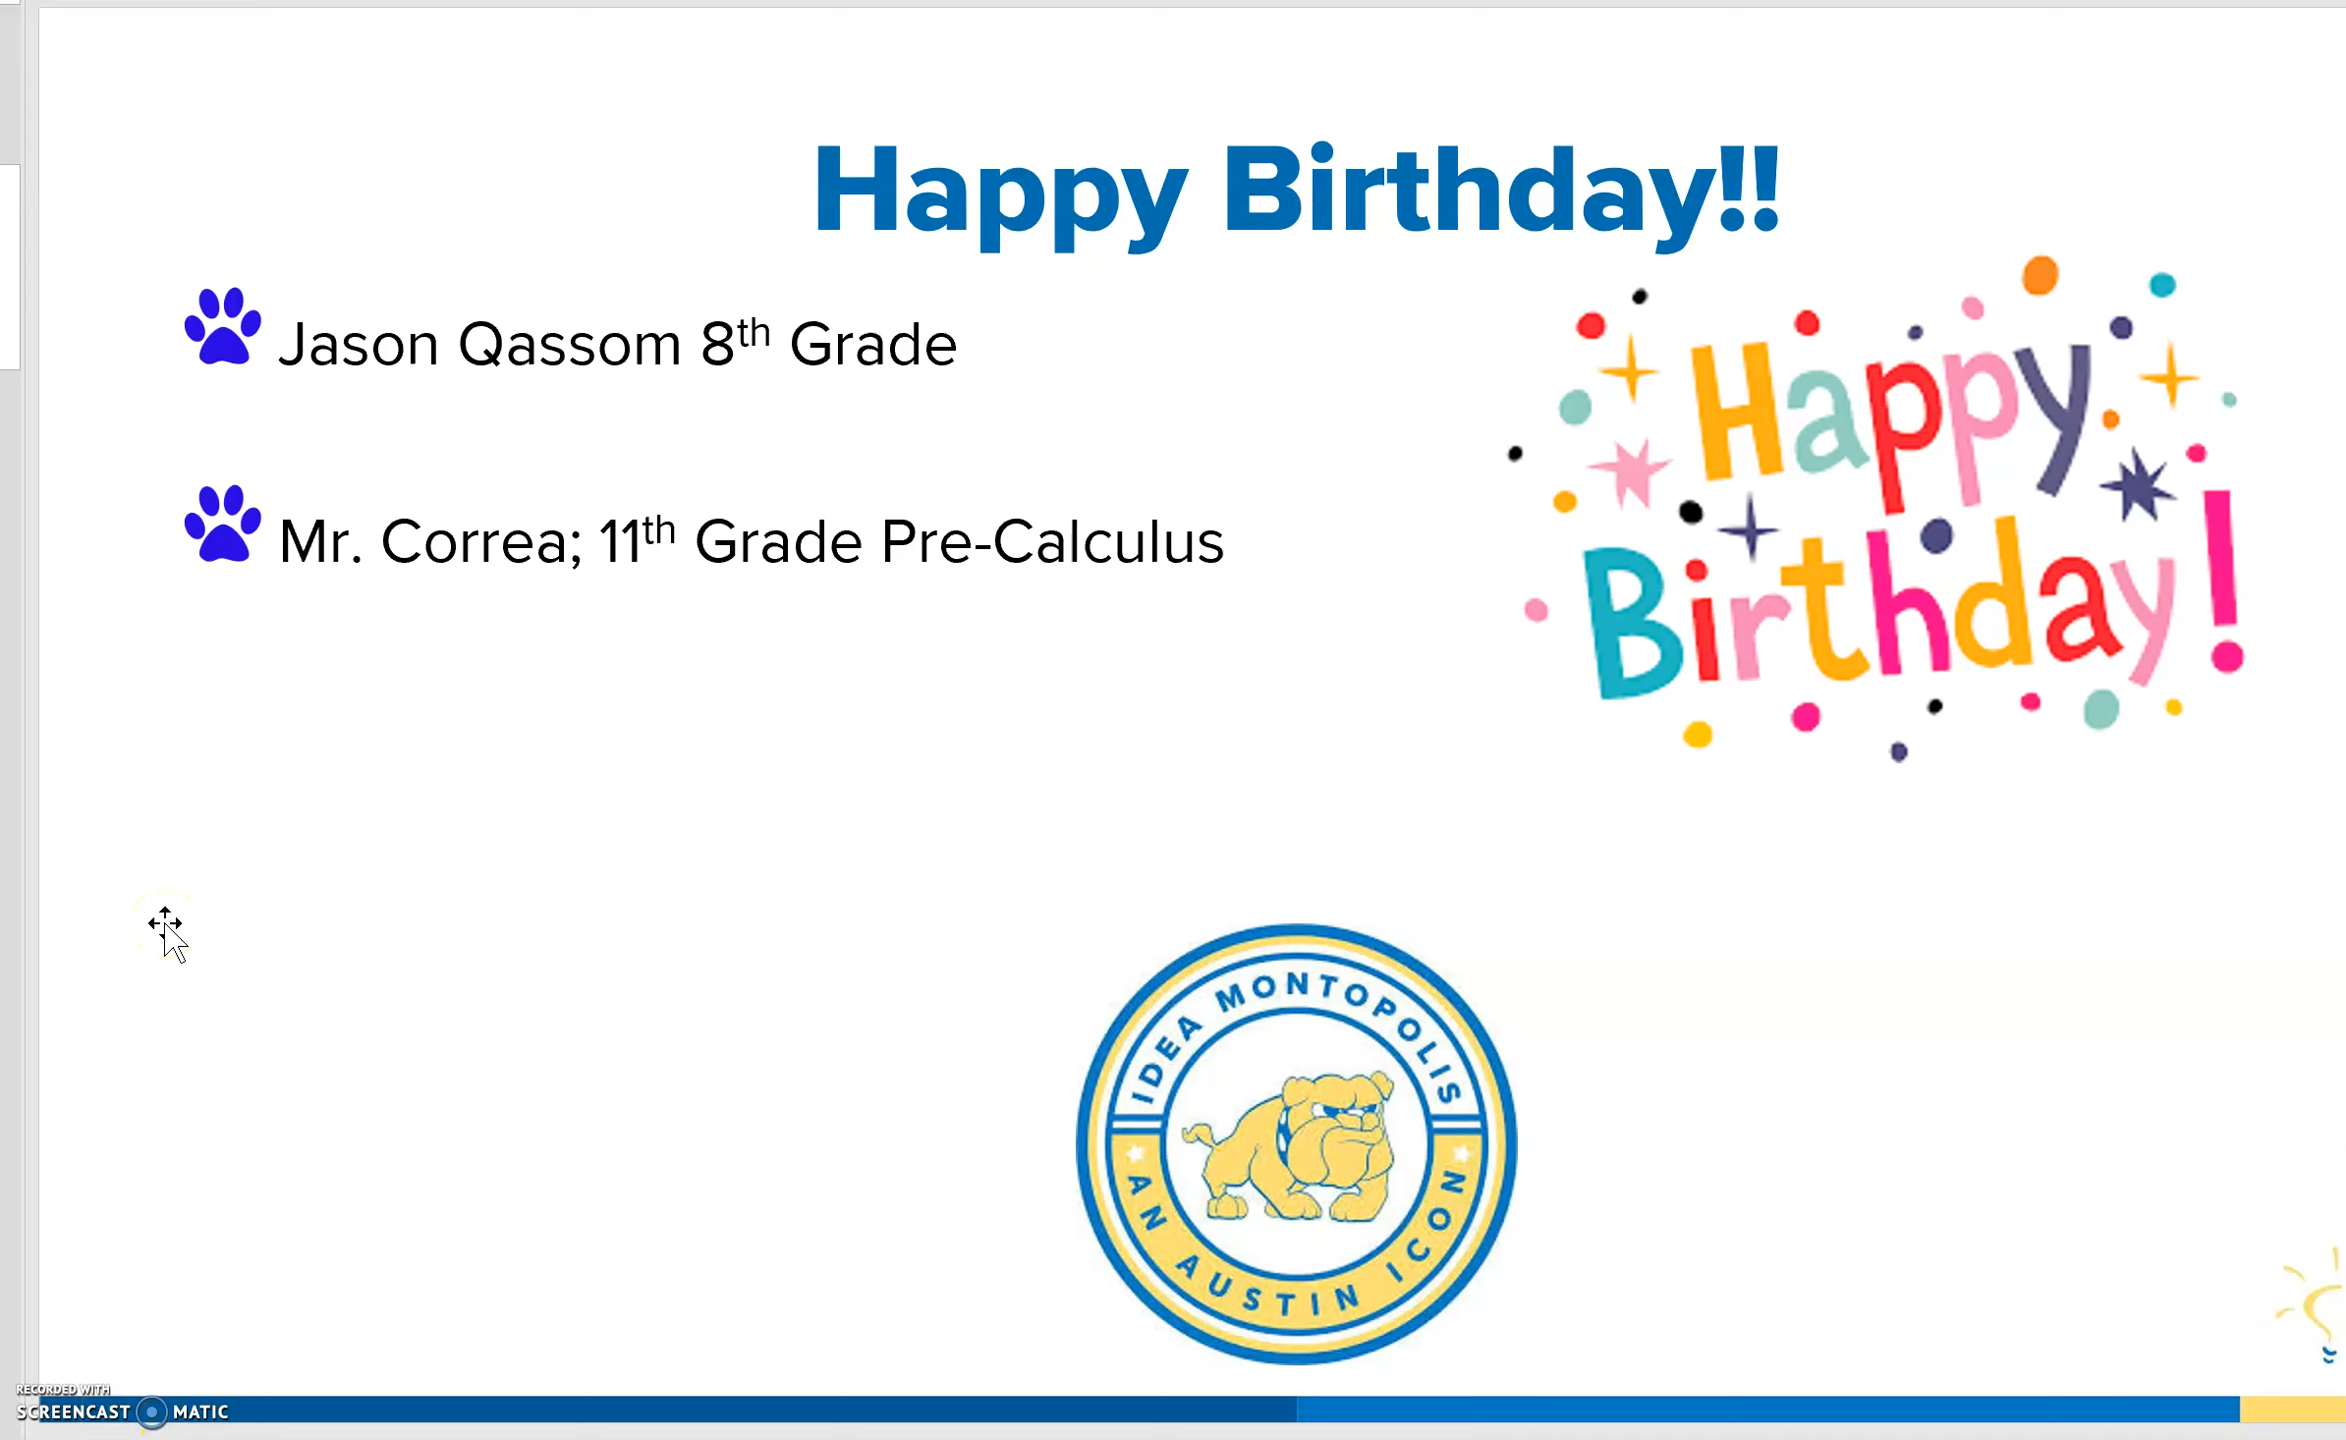 Happy Birthday!!
Jason Qassom 8th Grade
Mr. Correa; 11th Grade Pre-Calculus
Happy
Birthday!
IDEA MONTOPOLIS
AN AUSTIN ICON
RECORDED WITH
SCREENCAST MATIC